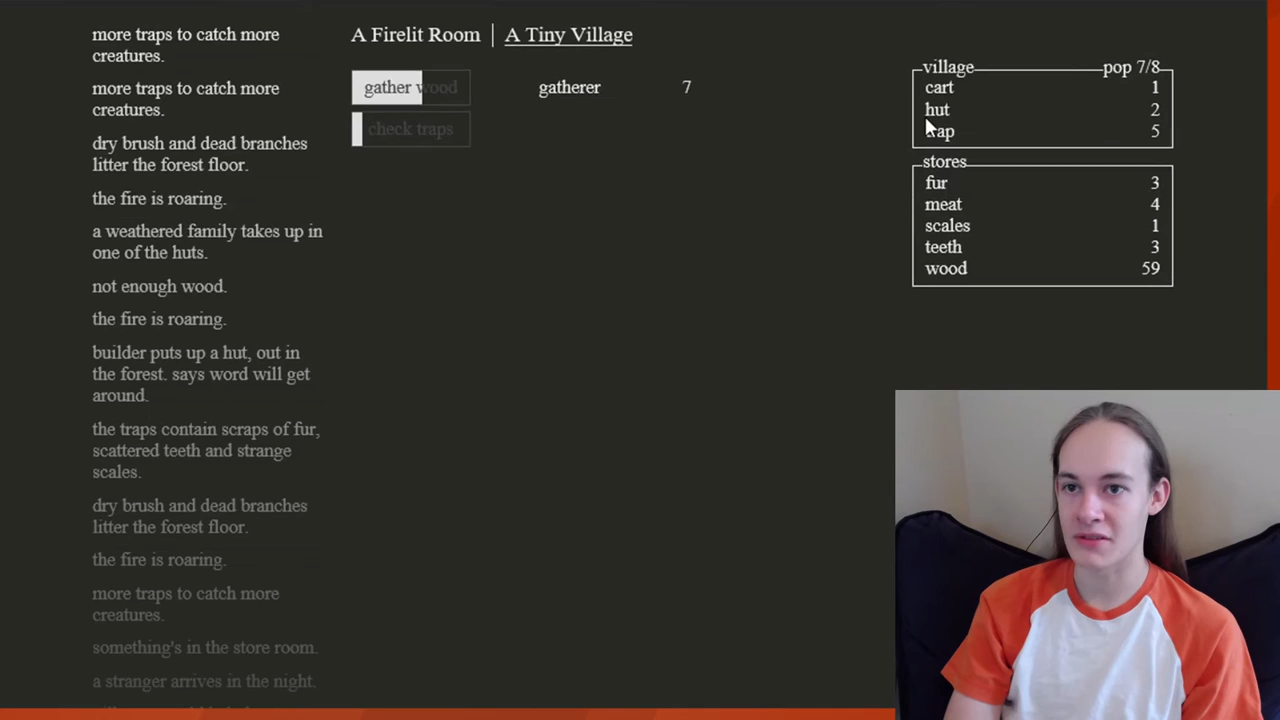 more traps to catch more
creatures.
more traps to catch more
creatures.
dry brush and dead branches
litter the forest floor.
the fire is roaring.
a weathered family takes up in
one of the huts.
not enough wood.
the fire is roaring.
builder puts up a hut, out in
the forest. says word will get
around.
the traps contain scraps of fur,
scattered teeth and strange
scales.
dry brush and dead branches
litter the forest floor.
the fire is roaring.
more traps to catch more
creatures.
something's in the store room.
a stranger arrives in the night.
A Firelit Room | A Tiny Village
gather wood
check traps
gatherer 7
village pop 7/8
cart 1
hut 2
trap 5
stores
fur 3
meat 4
scales 1
teeth 3
wood 59